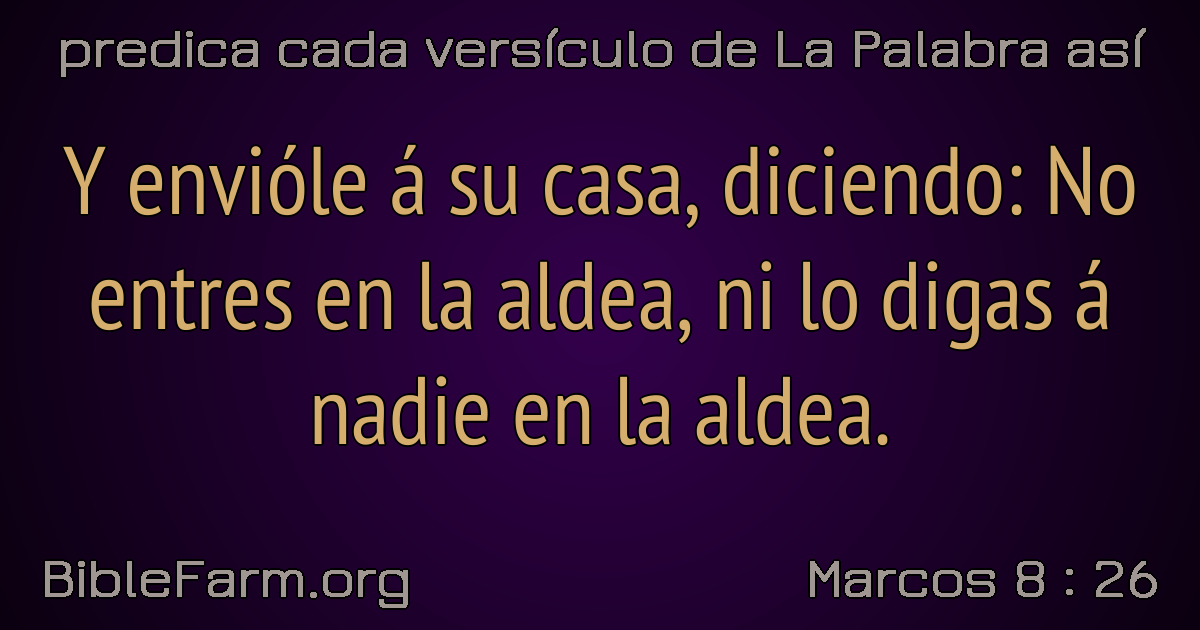 predica cada versículo de La Palabra así
Y envióle á su casa, diciendo: No
entres en la aldea, ni lo digas á
nadie en la aldea.
BibleFarm.org
Marcos 8 : 26